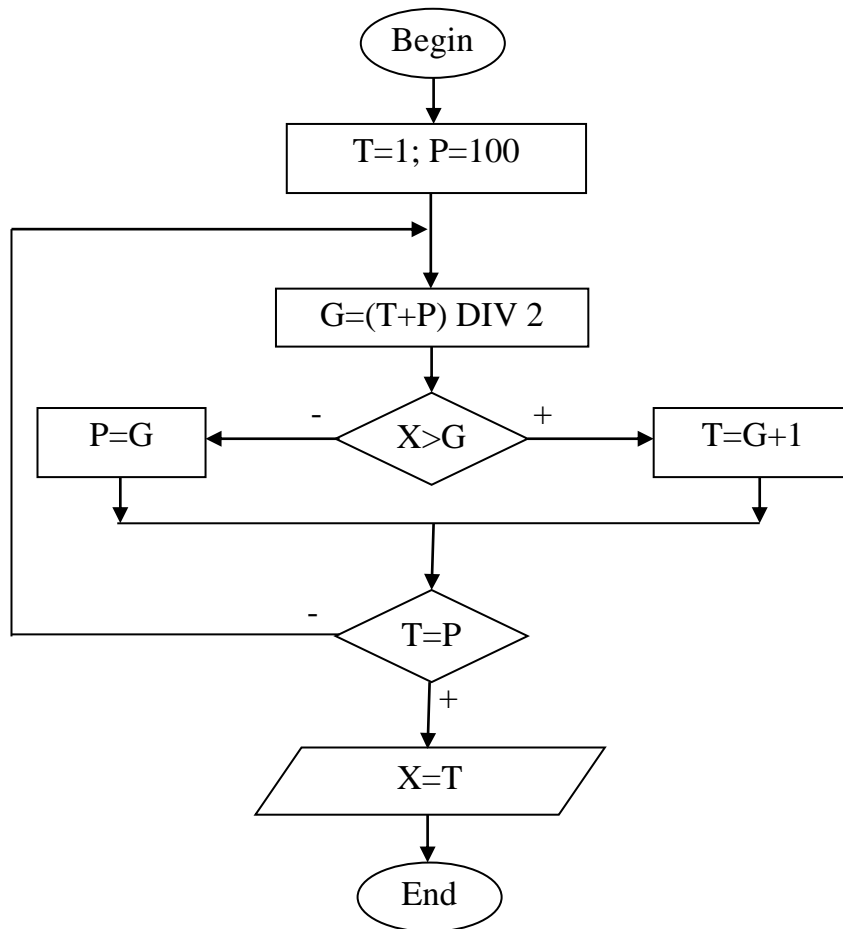 Begin
T=1; P=100
G=(T+P) DIV 2
-
X>G
+
P=G
T=G+1
-
T=P
+
X=T
End